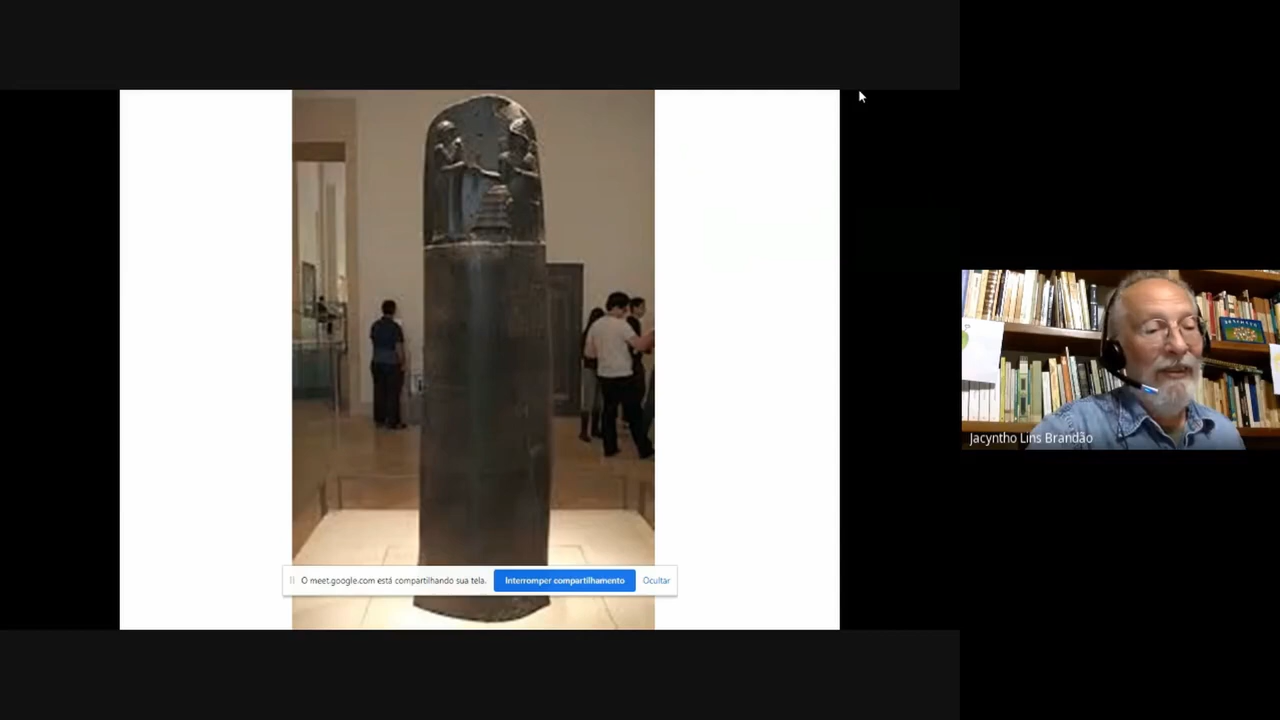 O meet.google.com está compartilhando sua tela.
Interromper compartilhamento
Ocultar
Jacyntho Lins Brandão